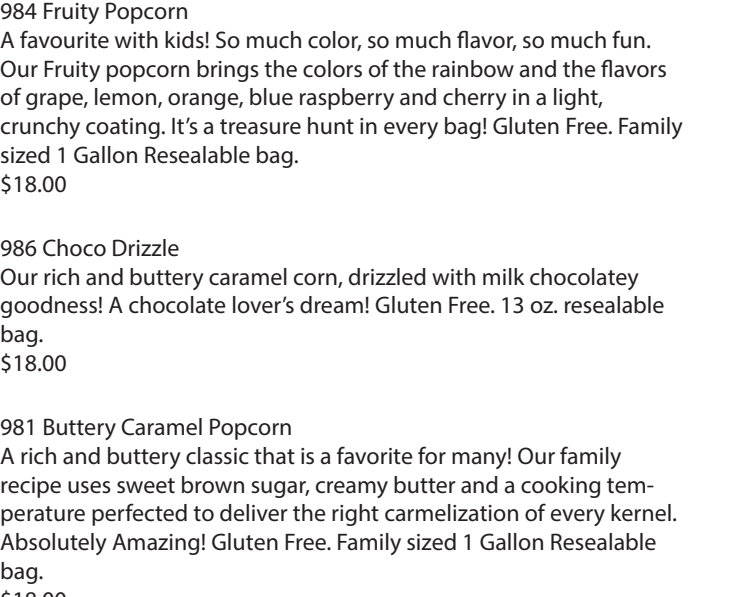 984 Fruity Popcorn
A favourite with kids! So much color, so much flavor, so much fun.
Our Fruity popcorn brings the colors of the rainbow and the flavors
of grape, lemon, orange, blue raspberry and cherry in a light,
crunchy coating. It’s a treasure hunt in every bag! Gluten Free. Family
sized 1 Gallon Resealable bag.
$18.00
986 Choco Drizzle
Our rich and buttery caramel corn, drizzled with milk chocolatey
goodness! A chocolate lover’s dream! Gluten Free. 13 oz. resealable
bag.
$18.00
981 Buttery Caramel Popcorn
A rich and buttery classic that is a favorite for many! Our family
recipe uses sweet brown sugar, creamy butter and a cooking tem-
perature perfected to deliver the right carmelization of every kernel.
Absolutely Amazing! Gluten Free. Family sized 1 Gallon Resealable
bag.
$18.00